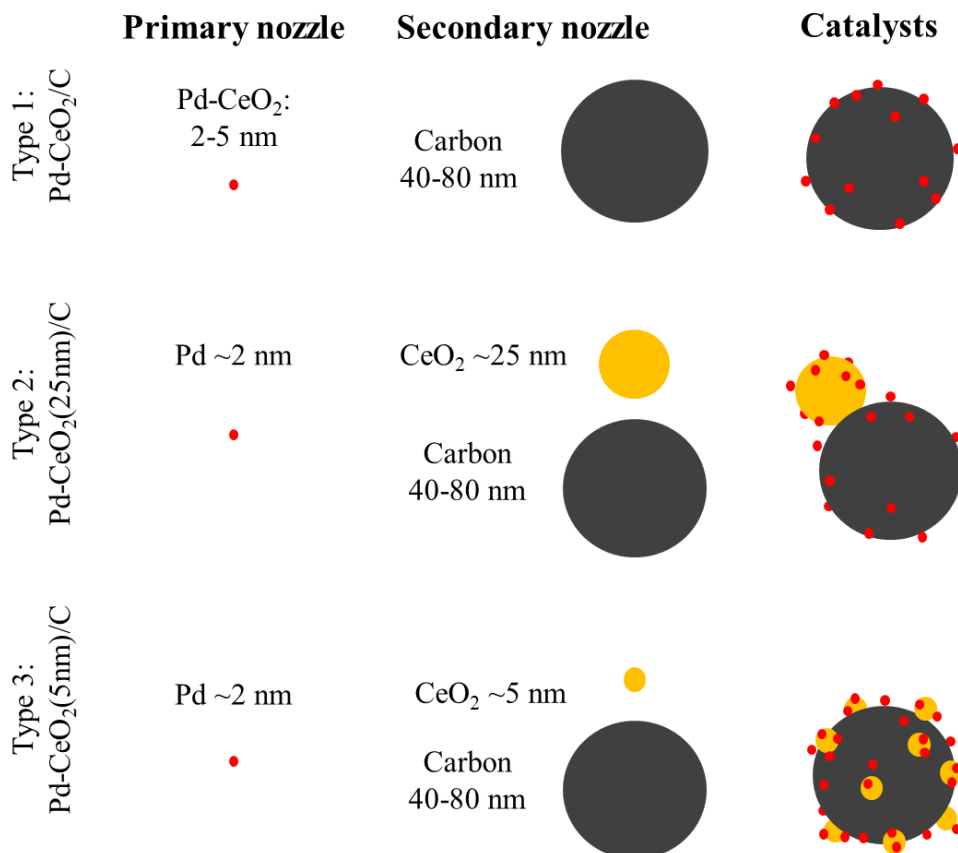 Primary nozzle
Secondary nozzle
Catalysts
Type 1:
Pd-CeO₂/C
Pd-CeO₂:
2-5 nm
Carbon
40-80 nm
Type 2:
Pd-CeO₂(25nm)/C
Pd ~2 nm
CeO₂ ~25 nm
Carbon
40-80 nm
Type 3:
Pd-CeO₂(5nm)/C
Pd ~2 nm
CeO₂ ~5 nm
Carbon
40-80 nm